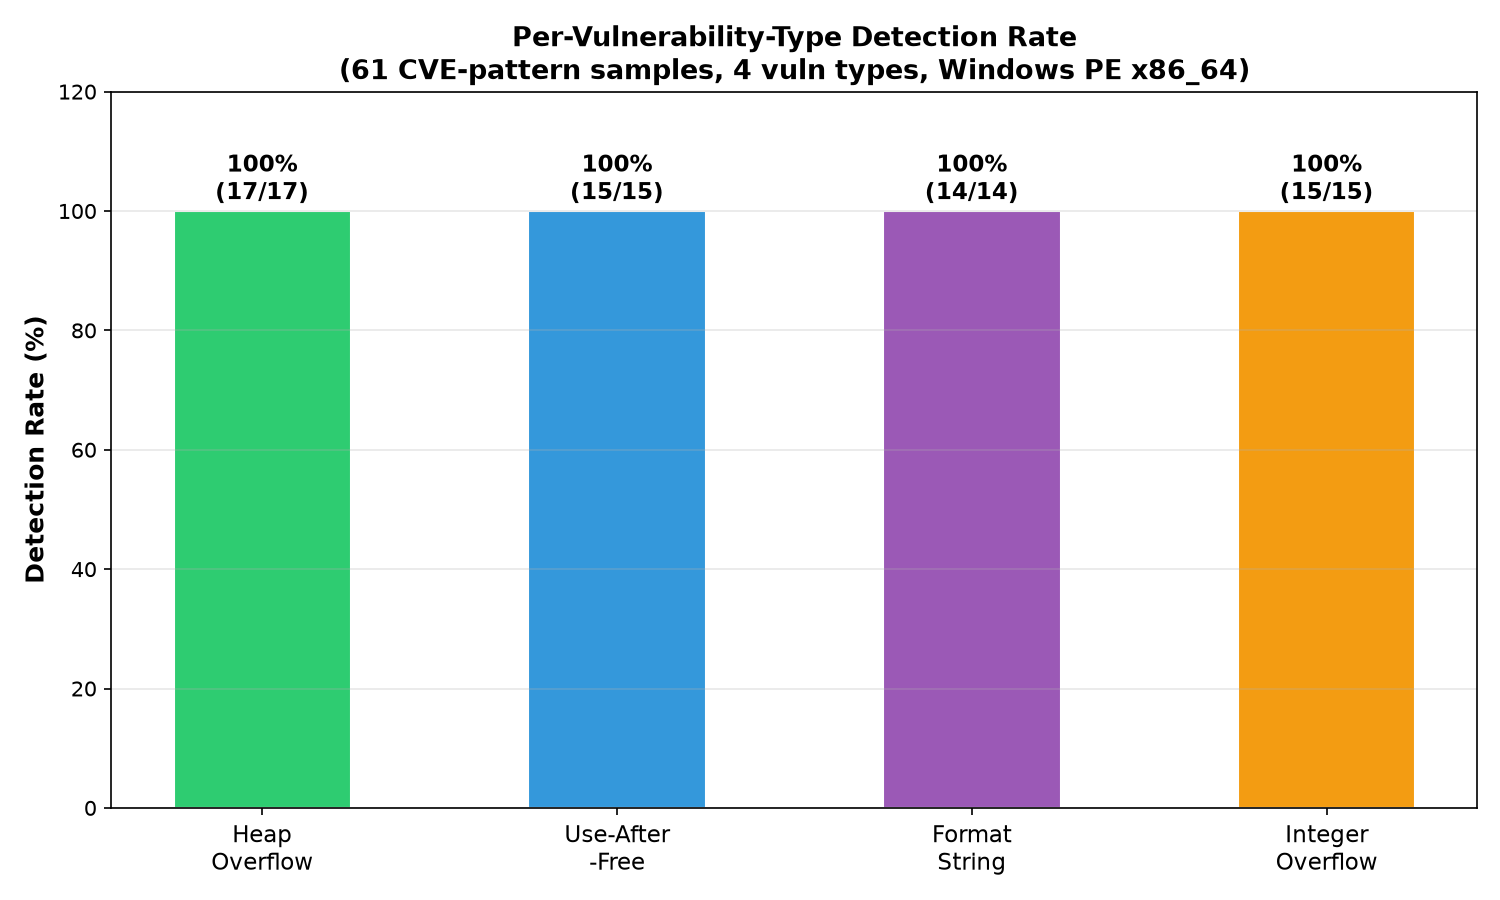 Per-Vulnerability-Type Detection Rate
(61 CVE-pattern samples, 4 vuln types, Windows PE x86_64)
120
100
80
60
40
20
0
Detection Rate (%)
100%
(17/17)
100%
(15/15)
100%
(14/14)
100%
(15/15)
Heap
Overflow
Use-After
-Free
Format
String
Integer
Overflow